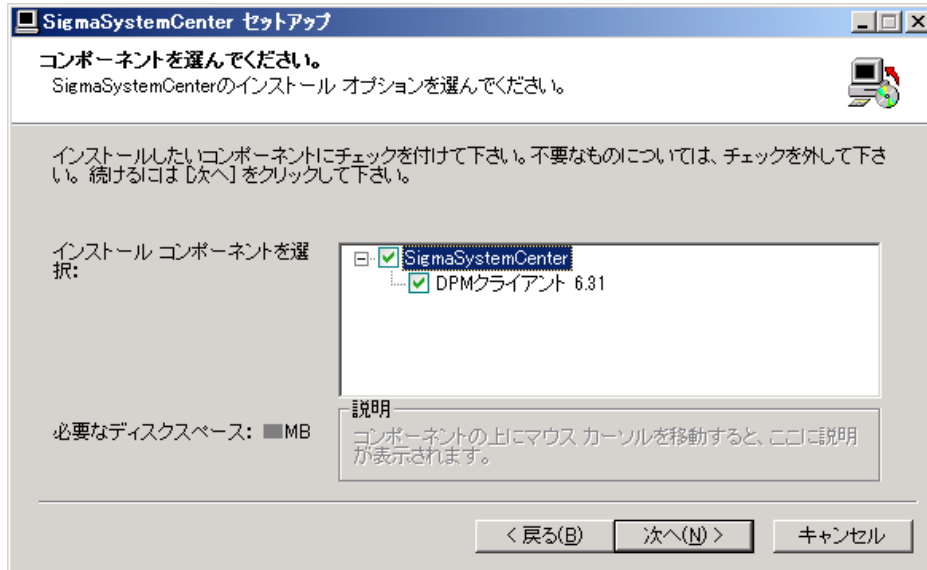 SigmaSystemCenter セットアップ
コンポーネントを選んでください。
SigmaSystemCenterのインストール オプションを選んでください。
インストールしたいコンポーネントにチェックを付けて下さい。不要なものについては、チェックを外して下さ
い。続けるには [次へ] をクリックして下さい。
インストール コンポーネントを選
択:
SigmaSystemCenter
DPMクライアント 6.31
必要なディスクスペース: MB
説明
コンポーネントの上にマウス カーソルを移動すると、ここに説明
が表示されます。
< 戻る(B)
次へ(N) >
キャンセル